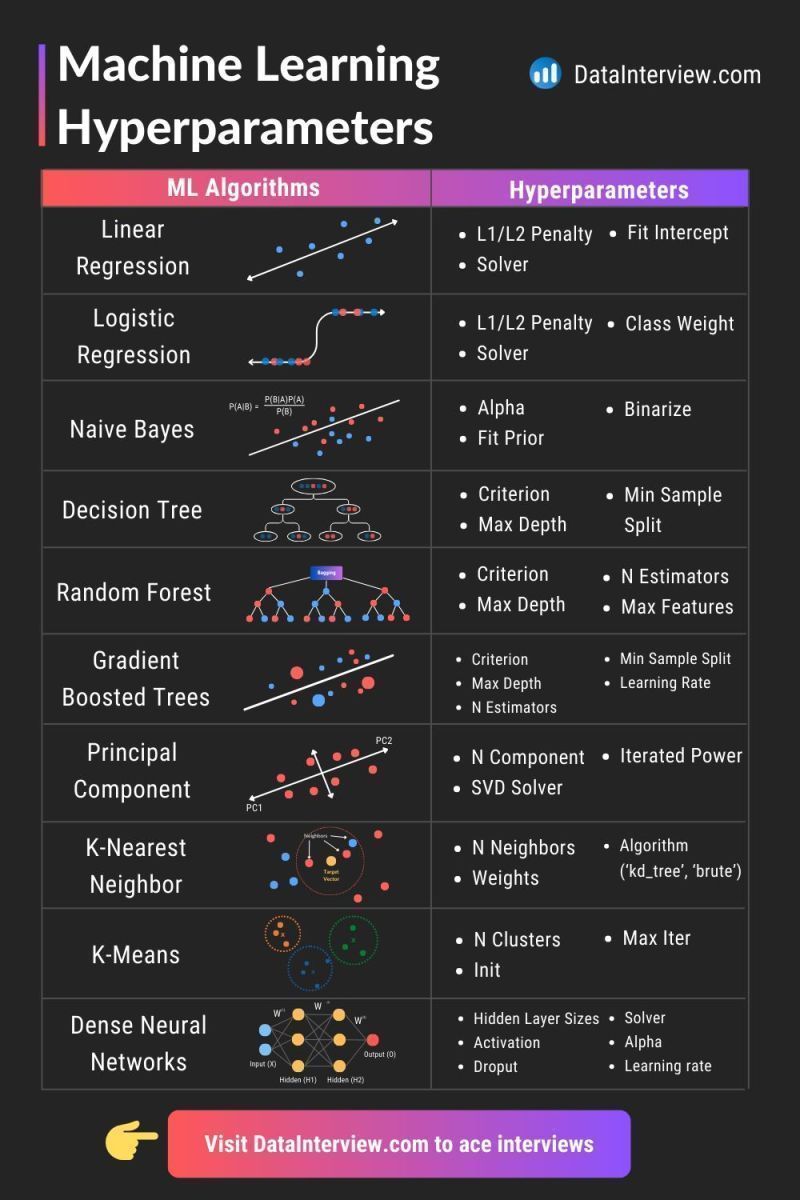 Machine Learning
Hyperparameters
DataInterview.com
ML Algorithms
Hyperparameters
Linear
Regression
• L1/L2 Penalty
• Solver
• Fit Intercept
Logistic
Regression
• L1/L2 Penalty
• Solver
• Class Weight
Naive Bayes
P(A|B) = P(B|A)P(A)
P(B)
• Alpha
• Fit Prior
• Binarize
Decision Tree
• Criterion
• Max Depth
• Min Sample
Split
Random Forest
Bagging
• Criterion
• Max Depth
• N Estimators
• Max Features
Gradient
Boosted Trees
• Criterion
• Max Depth
• N Estimators
• Min Sample Split
• Learning Rate
Principal
Component
PC2
PC1
• N Component
• SVD Solver
• Iterated Power
K-Nearest
Neighbor
Neighbors
Target
Vector
• N Neighbors
• Weights
• Algorithm
(‘kd_tree’, ‘brute’)
K-Means
x
x
x
• N Clusters
• Init
• Max Iter
Dense Neural
Networks
W
W
W
Input (X)
Output (O)
Hidden (H1)
Hidden (H2)
• Hidden Layer Sizes
• Activation
• Droput
• Solver
• Alpha
• Learning rate
Visit DataInterview.com to ace interviews